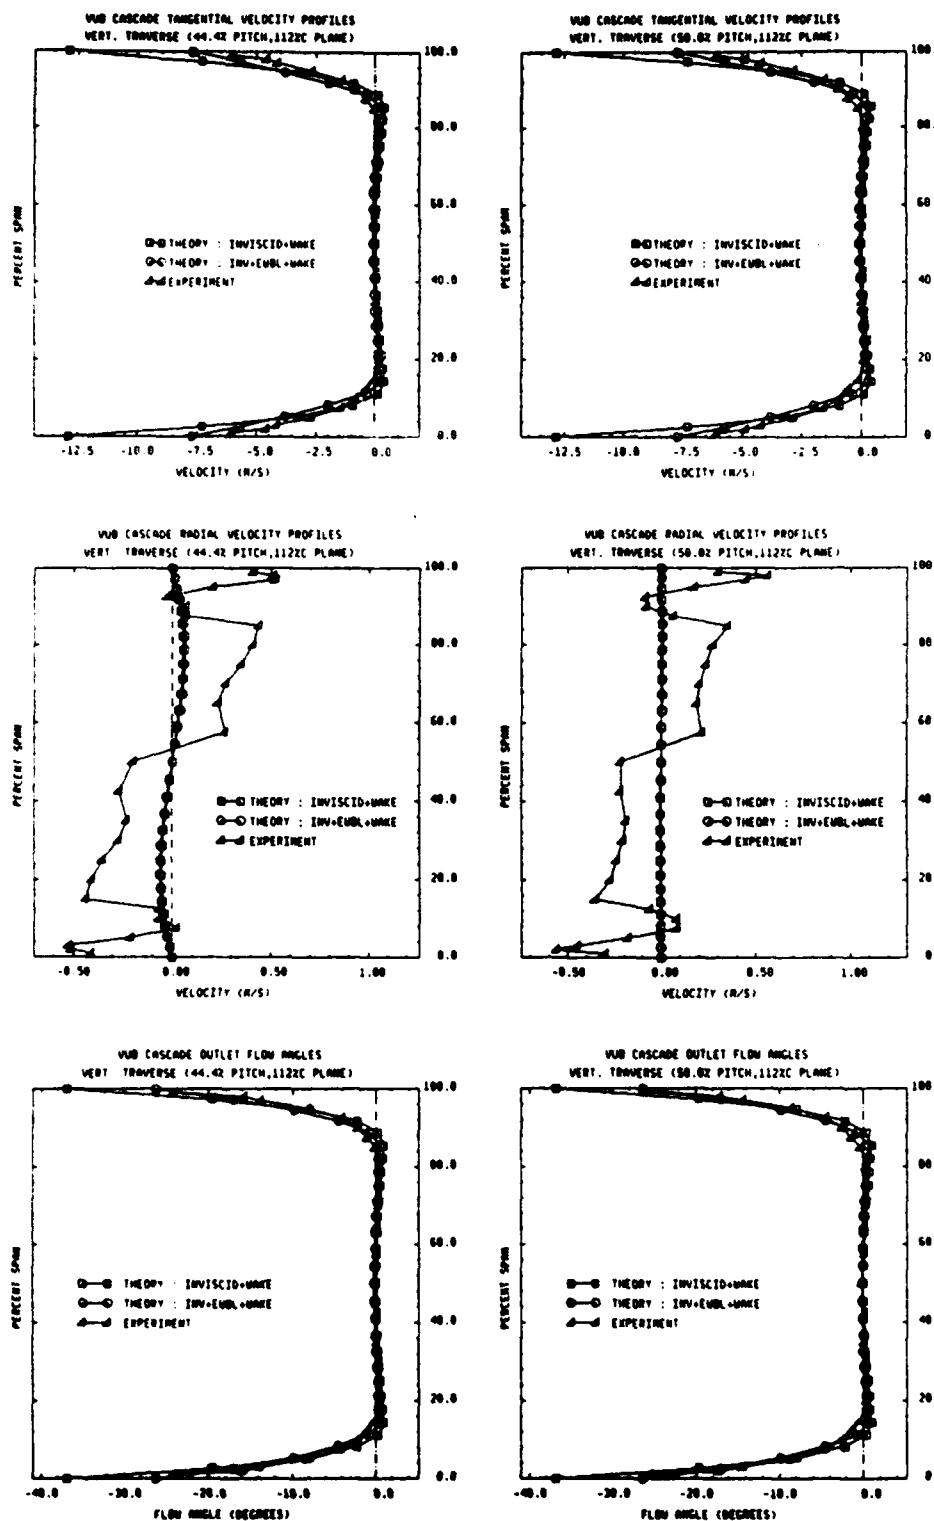 VUB CASCADE TANGENTIAL VELOCITY PROFILES
VERT. TRAVERSE (44.4% PITCH,112%C PLANE)
100.0
80.0
60.0
40.0
20.0
0.0
PERCENT SPAN
THEORY : INVISCID+WAKE
THEORY : INV+EWBL+WAKE
EXPERIMENT
-12.5 -10.0 -7.5 -5.0 -2.5 0.0
VELOCITY (M/S)
VUB CASCADE TANGENTIAL VELOCITY PROFILES
VERT. TRAVERSE (50.0% PITCH,112%C PLANE)
100.
80
60
40
20
0
PERCENT SPAN
THEORY : INVISCID+WAKE
THEORY : INV+EWBL+WAKE
EXPERIMENT
-12.5 -10.0 -7.5 -5.0 -2.5 0.0
VELOCITY (M/S)
VUB CASCADE RADIAL VELOCITY PROFILES
VERT TRAVERSE (44.4% PITCH,112%C PLANE)
100.0
80.0
60.0
40.0
20.0
0.0
PERCENT SPAN
THEORY : INVISCID+WAKE
THEORY : INV+EWBL+WAKE
EXPERIMENT
-0.50 0.00 0.50 1.00
VELOCITY (M/S)
VUB CASCADE RADIAL VELOCITY PROFILES
VERT. TRAVERSE (50.0% PITCH,112%C PLANE)
100
80
60
40
20
0
PERCENT SPAN
THEORY : INVISCID+WAKE
THEORY : INV+EWBL+WAKE
EXPERIMENT
-0.50 0.00 0.50 1.00
VELOCITY (M/S)
VUB CASCADE OUTLET FLOW ANGLES
VERT TRAVERSE (44.4% PITCH,112%C PLANE)
100.0
80.0
60.0
40.0
20.0
0.0
PERCENT SPAN
THEORY : INVISCID+WAKE
THEORY : INV+EWBL+WAKE
EXPERIMENT
-40.0 -30.0 -20.0 -10.0 0.0
FLOW ANGLE (DEGREES)
VUB CASCADE OUTLET FLOW ANGLES
VERT. TRAVERSE (50.0% PITCH,112%C PLANE)
100
80
60
40
20
0
PERCENT SPAN
THEORY : INVISCID+WAKE
THEORY : INV+EWBL+WAKE
EXPERIMENT
-40.0 -30.0 -20.0 -10.0 0.0
FLOW ANGLE (DEGREES)